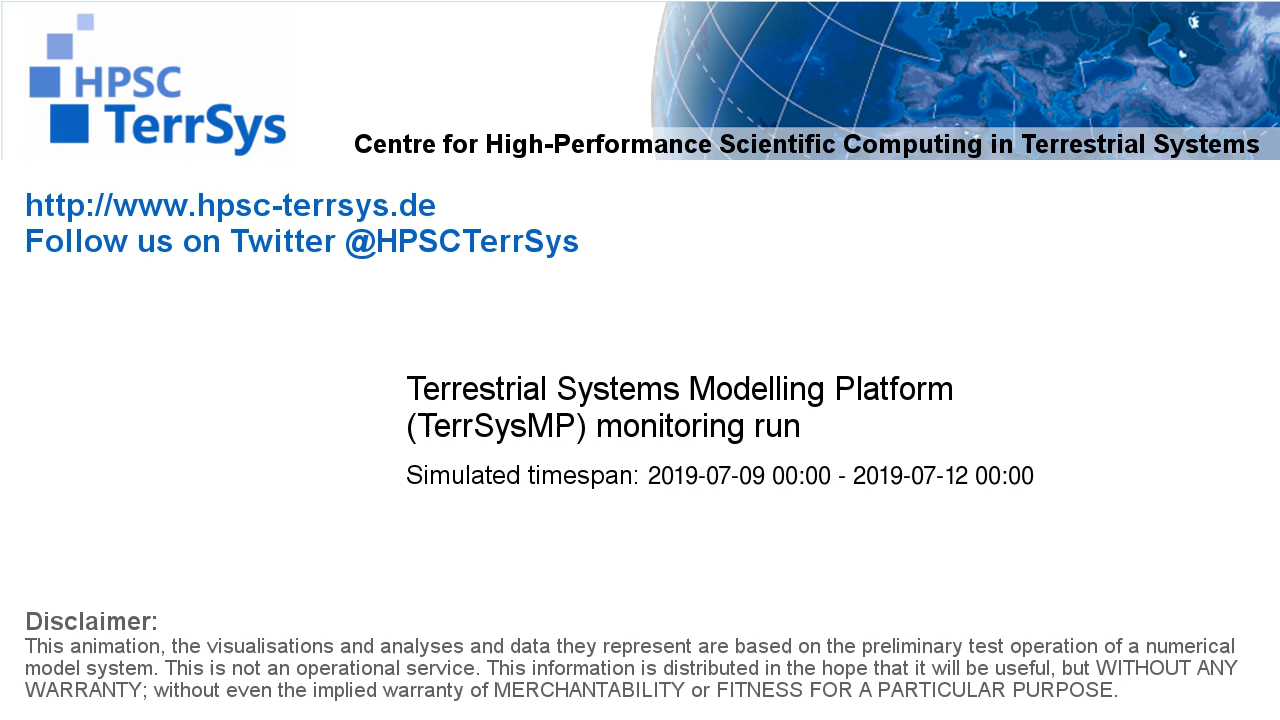 HPSC
TerrSys
Centre for High-Performance Scientific Computing in Terrestrial Systems
http://www.hpsc-terrsys.de
Follow us on Twitter @HPSCTerrSys
Terrestrial Systems Modelling Platform
(TerrSysMP) monitoring run
Simulated timespan: 2019-07-09 00:00 - 2019-07-12 00:00
Disclaimer:
This animation, the visualisations and analyses and data they represent are based on the preliminary test operation of a numerical
model system. This is not an operational service. This information is distributed in the hope that it will be useful, but WITHOUT ANY
WARRANTY; without even the implied warranty of MERCHANTABILITY or FITNESS FOR A PARTICULAR PURPOSE.